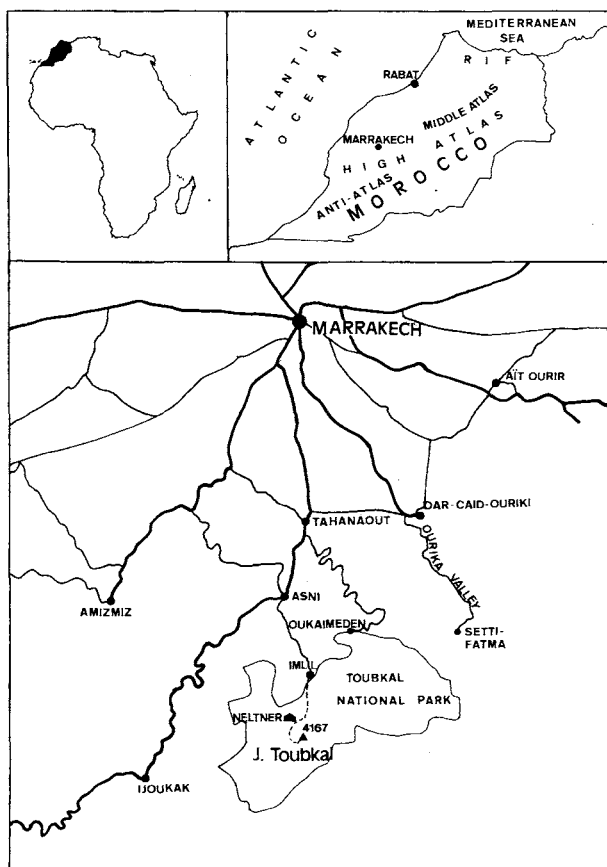 MEDITERRANEAN
SEA
RIF
ATLANTIC
OCEAN
RABAT
MIDDLE ATLAS
MARRAKECH
HIGH ATLAS
ANTI-ATLAS
MOROCCO
MARRAKECH
AÏT OURIR
DAR-CAID-OURIKI
TAHANAOUT
OURIKA VALLEY
AMIZMIZ
ASNI
OUKAIMEDEN
SETTI-
FATMA
IMLIL
TOUBKAL
NATIONAL PARK
NELTNER
4167
J. Toubkal
IJOUKAK